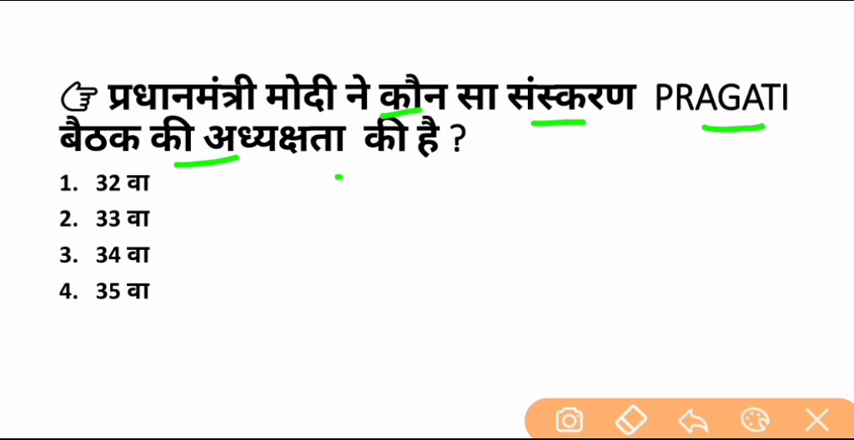 👉 प्रधानमंत्री मोदी ने कौन सा संस्करण PRAGATI
बैठक की अध्यक्षता की है ?
1. 32 वा
2. 33 वा
3. 34 वा
4. 35 वा